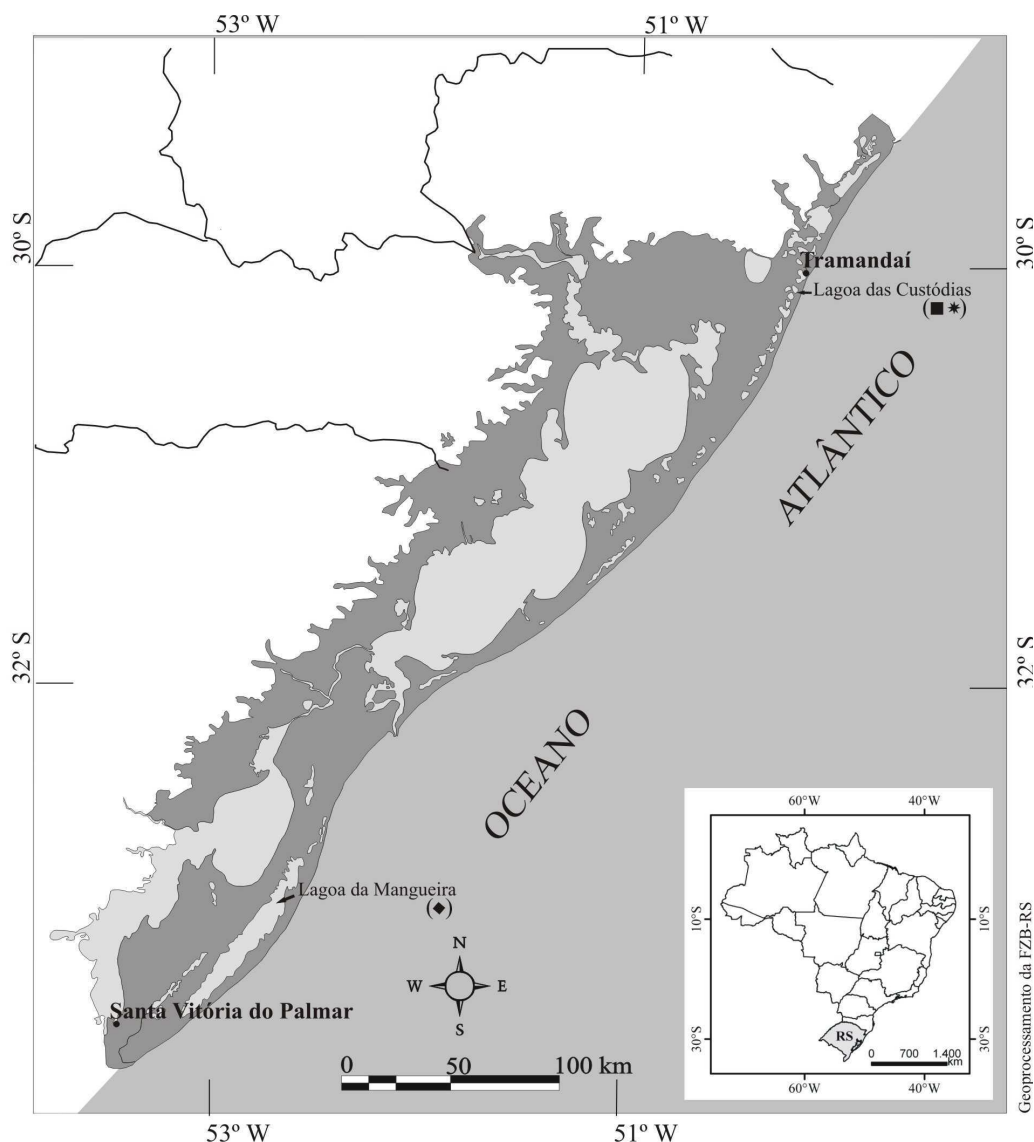 53º W
51º W
30º S
30º S
Tramandaí
Lagoa das Custódias
(■ ✷)
ATLÂNTICO
32º S
32º S
OCEANO
Lagoa da Mangueira
(◆)
N
W
E
S
Santa Vitória do Palmar
0
50
100 km
53º W
51º W
60°W
40°W
10°S
10°S
RS
30°S
30°S
0
700
1.400
km
60°W
40°W
Geoprocessamento da FZB-RS